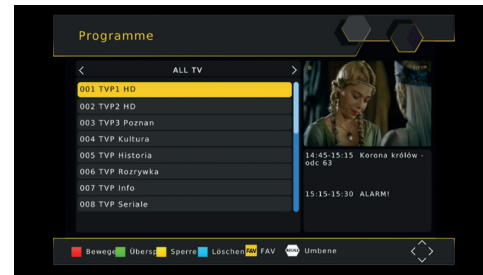 Programme
ALL TV
001 TVP1 HD
002 TVP2 HD
003 TVP3 Poznan
004 TVP Kultura
005 TVP Historia
006 TVP Rozrywka
007 TVP Info
008 TVP Seriale
14:45-15:15 Korona królów -
odc 63
15:15-15:30 ALARM!
Bewege Übersp Sperre Löschen FAV FAV Umbene